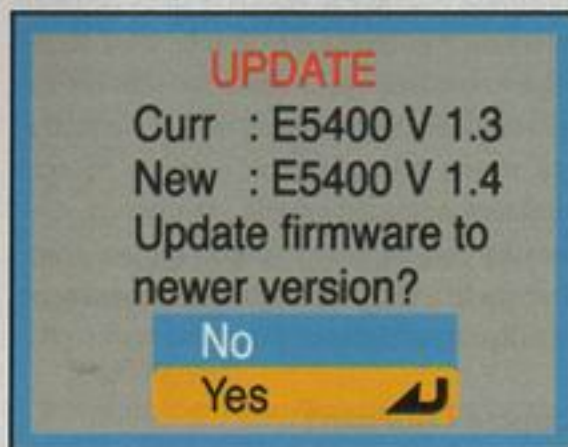 UPDATE
Curr : E5400 V 1.3
New : E5400 V 1.4
Update firmware to
newer version?
No
Yes